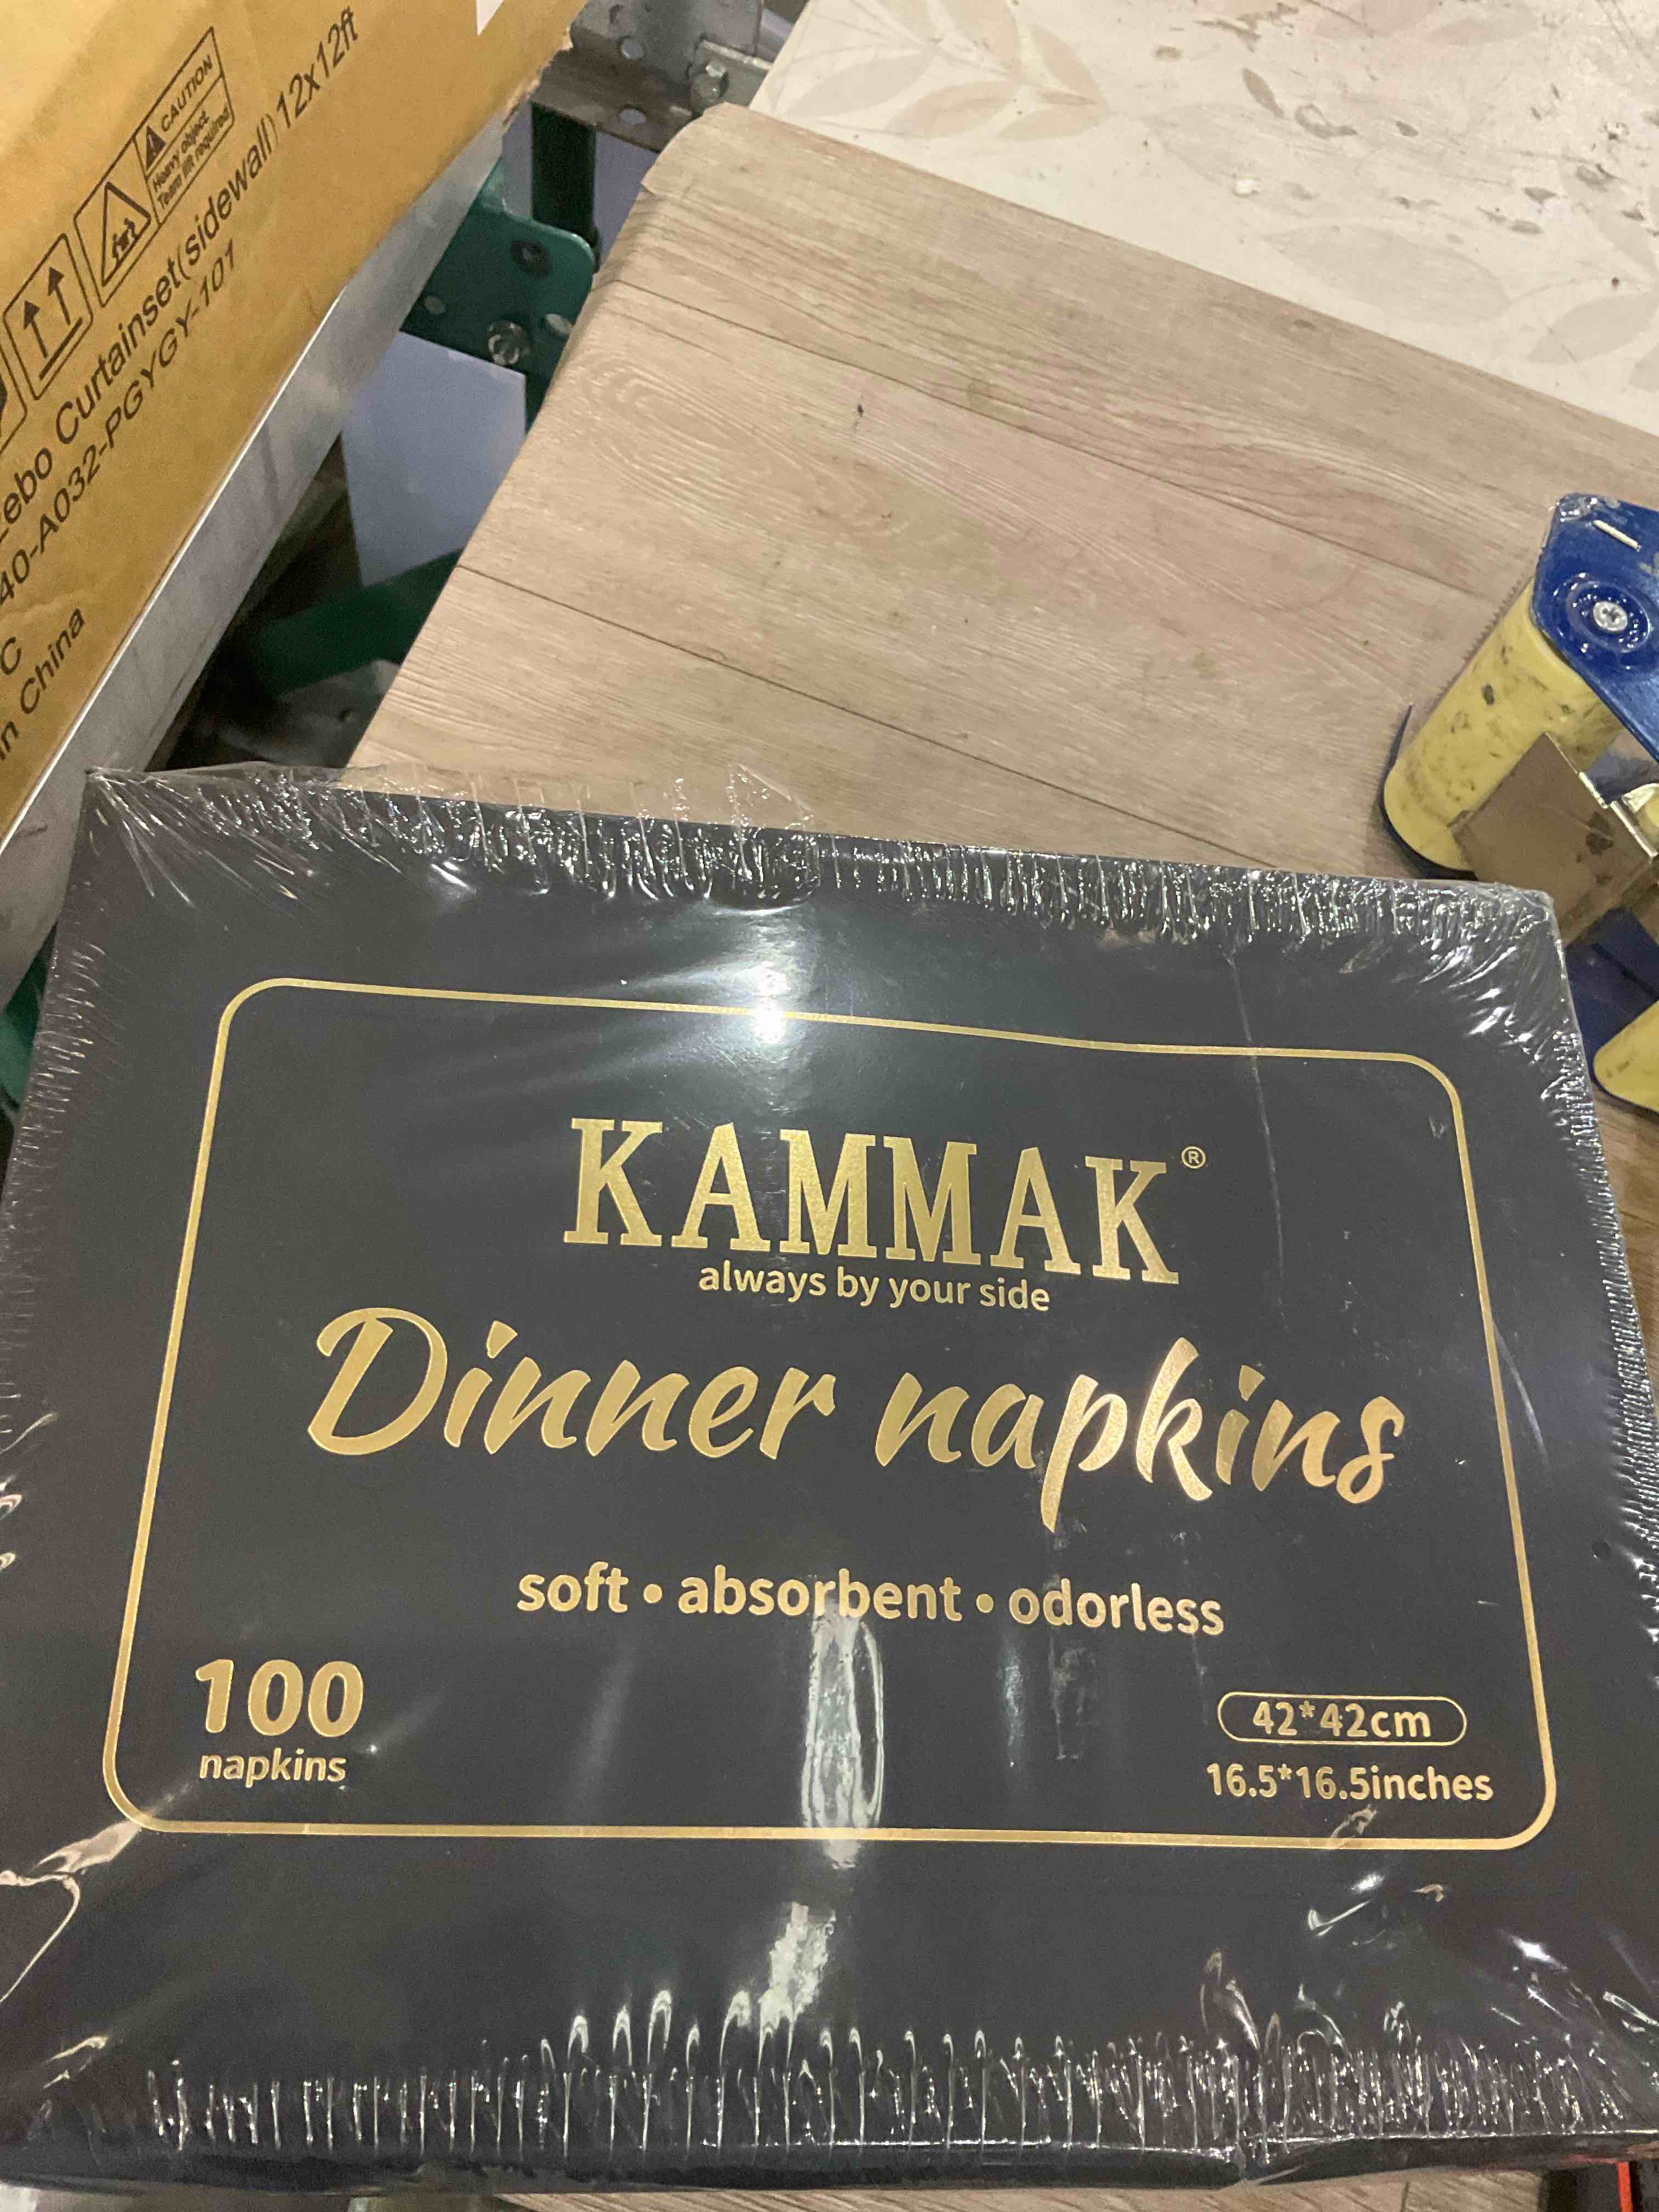 CAUTION
Heavy object
Team lift required
Curtainset(sidewall) 12x12ft
40-A032-PGYGY-101
C
in China
KAMMAK®
always by your side
Dinner napkins
soft • absorbent • odorless
100
napkins
42*42cm
16.5*16.5inches